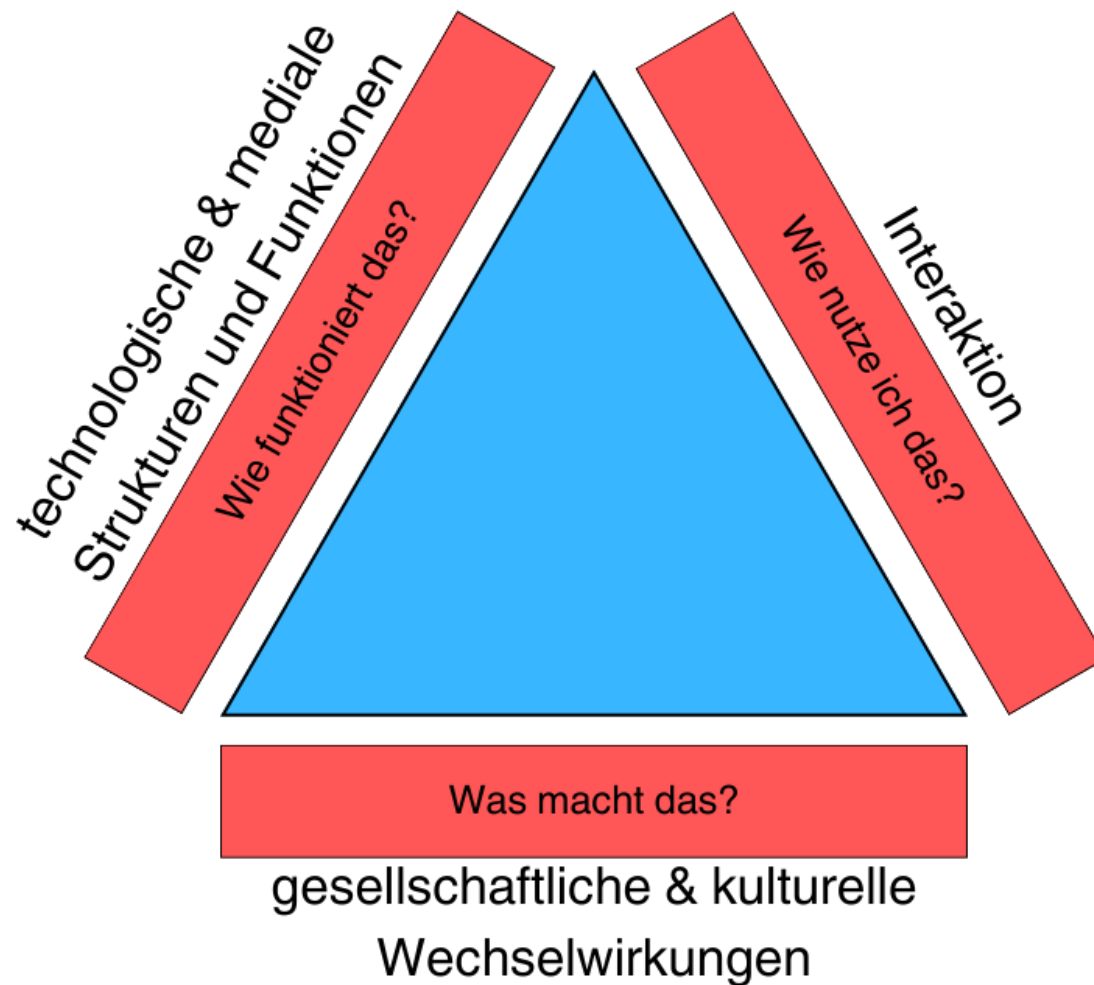 technologische & mediale
Strukturen und Funktionen
Wie funktioniert das?
Interaktion
Wie nutze ich das?
Was macht das?
gesellschaftliche & kulturelle
Wechselwirkungen